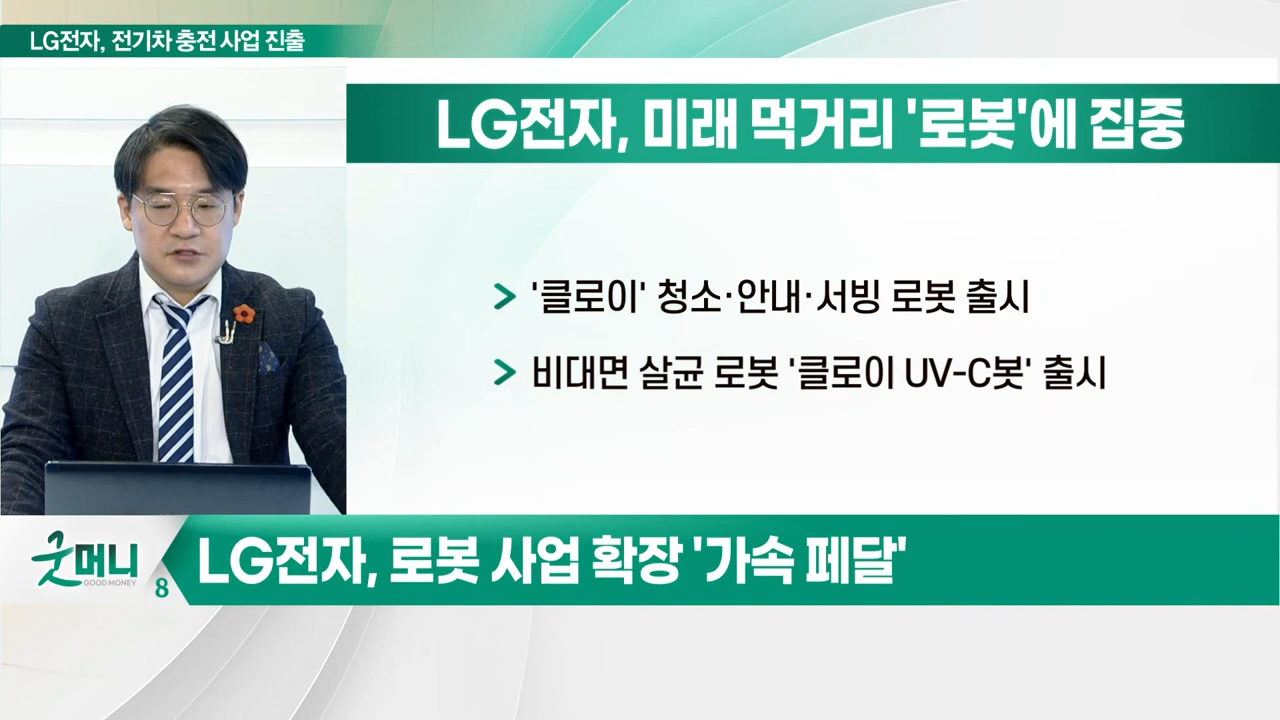 LG전자, 전기차 충전 사업 진출
LG전자, 미래 먹거리 '로봇'에 집중
> '클로이' 청소·안내·서빙 로봇 출시
> 비대면 살균 로봇 '클로이 UV-C봇' 출시
굿머니
GOOD MONEY
8
LG전자, 로봇 사업 확장 '가속 페달'